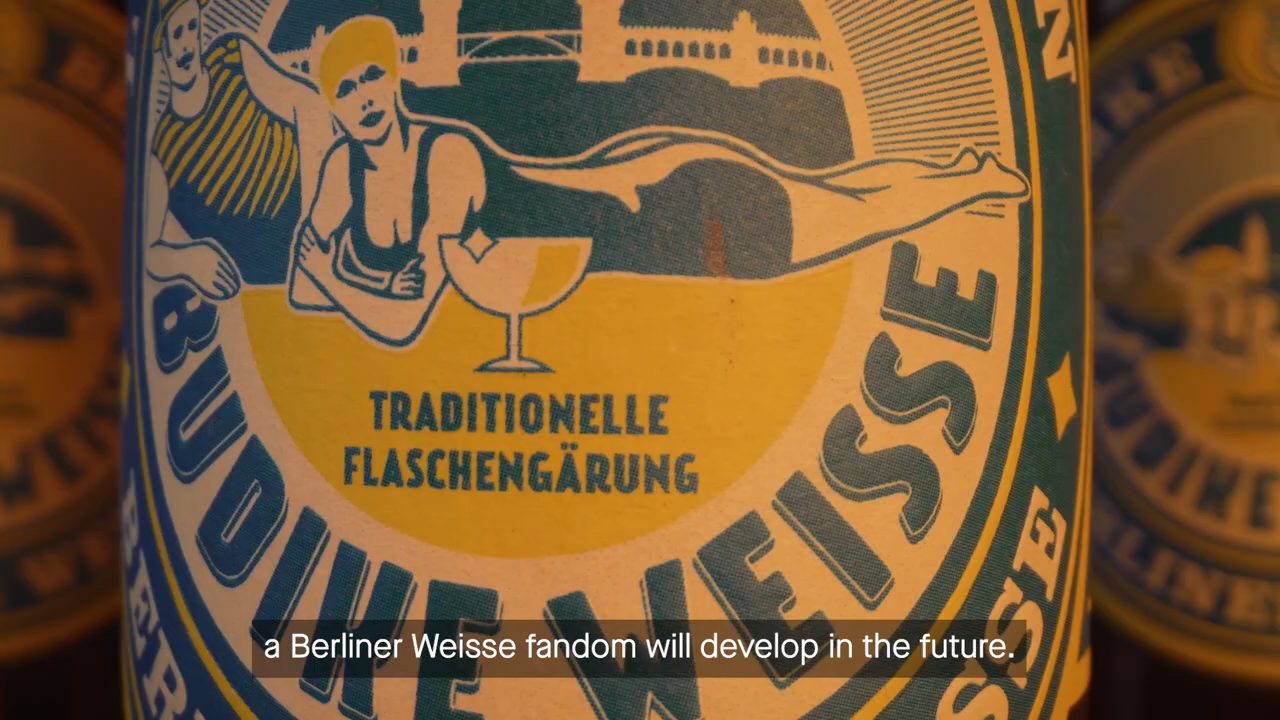 TRADITIONELLE
FLASCHENGÄRUNG
BUDIKE WEISSE
a Berliner Weisse fandom will develop in the future.